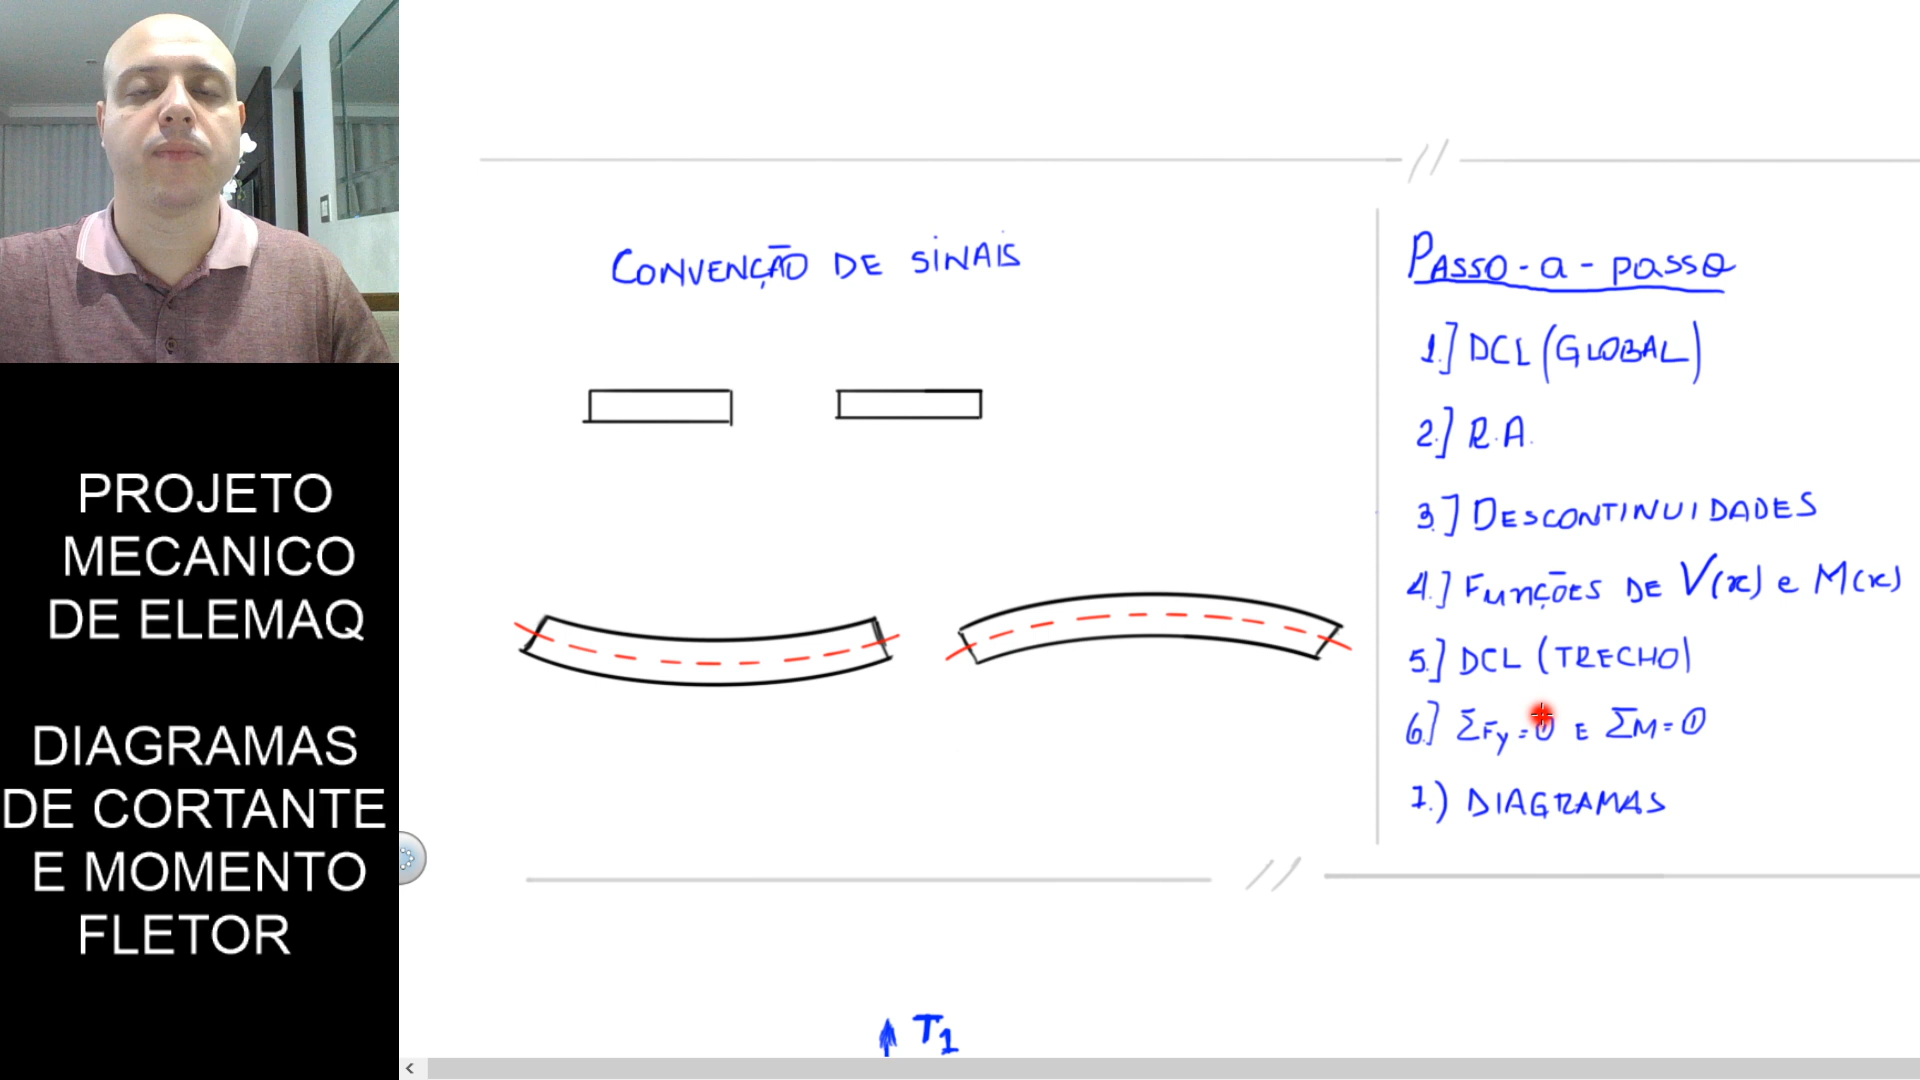 PROJETO
MECANICO
DE ELEMAQ
DIAGRAMAS
DE CORTANTE
E MOMENTO
FLETOR
CONVENÇÃO DE SINAIS
PASSO-a-passo
1.] DCL (GLOBAL)
2.] R.A.
3.] DESCONTINUIDADES
4.] FUNÇÕES DE V(x) e M(x)
5.] DCL (TRECHO)
6.] ΣFy=0 E ΣM=0
7.) DIAGRAMAS
T1